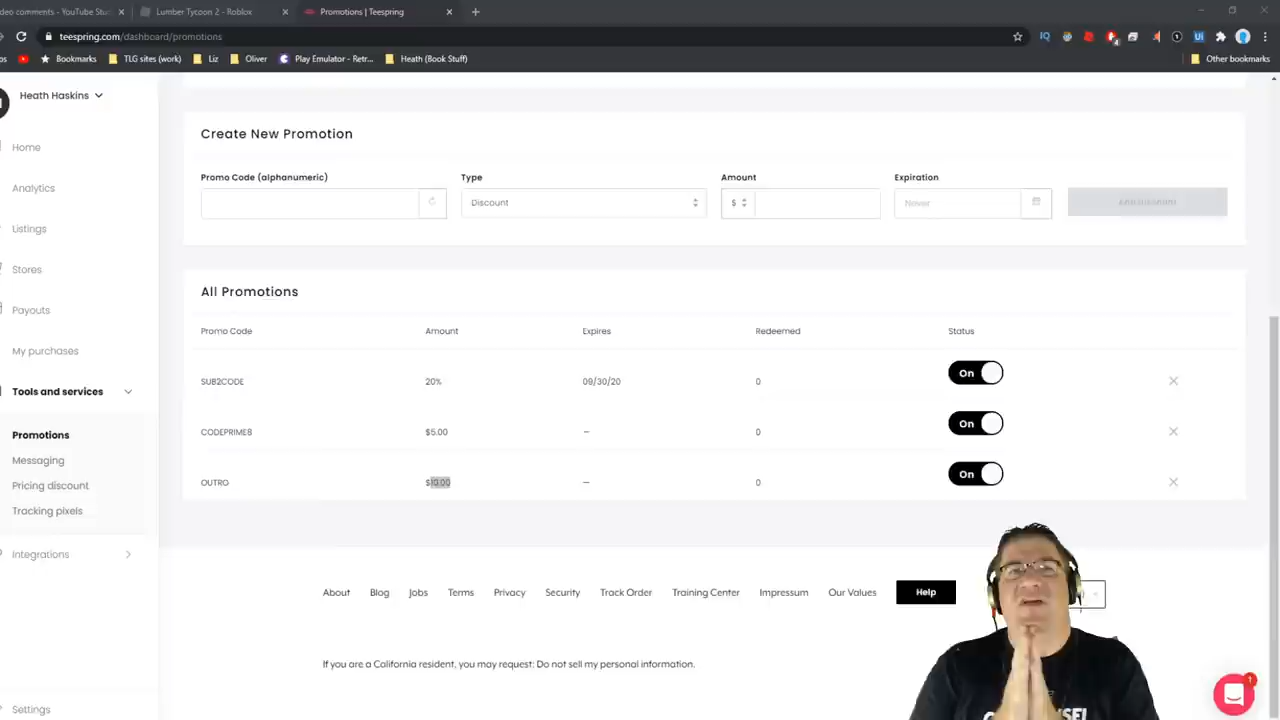 deo comments - YouTube Stu
Lumber Tycoon 2 - Roblox
Promotions | Teespring
teespring.com/dashboard/promotions
ps
Bookmarks
TLG sites (work)
Liz
Oliver
Play Emulator - Retr...
Heath (Book Stuff)
Other bookmarks
Heath Haskins
Home
Analytics
Listings
Stores
Payouts
My purchases
Tools and services
Promotions
Messaging
Pricing discount
Tracking pixels
Integrations
Settings
Create New Promotion
Promo Code (alphanumeric)
Type
Amount
Expiration
Discount
$
Never
All Promotions
Promo Code
Amount
Expires
Redeemed
Status
SUB2CODE
20%
09/30/20
0
On
CODEPRIME8
$5.00
—
0
On
OUTRO
$10.00
—
0
On
About
Blog
Jobs
Terms
Privacy
Security
Track Order
Training Center
Impressum
Our Values
Help
If you are a California resident, you may request: Do not sell my personal information.
1